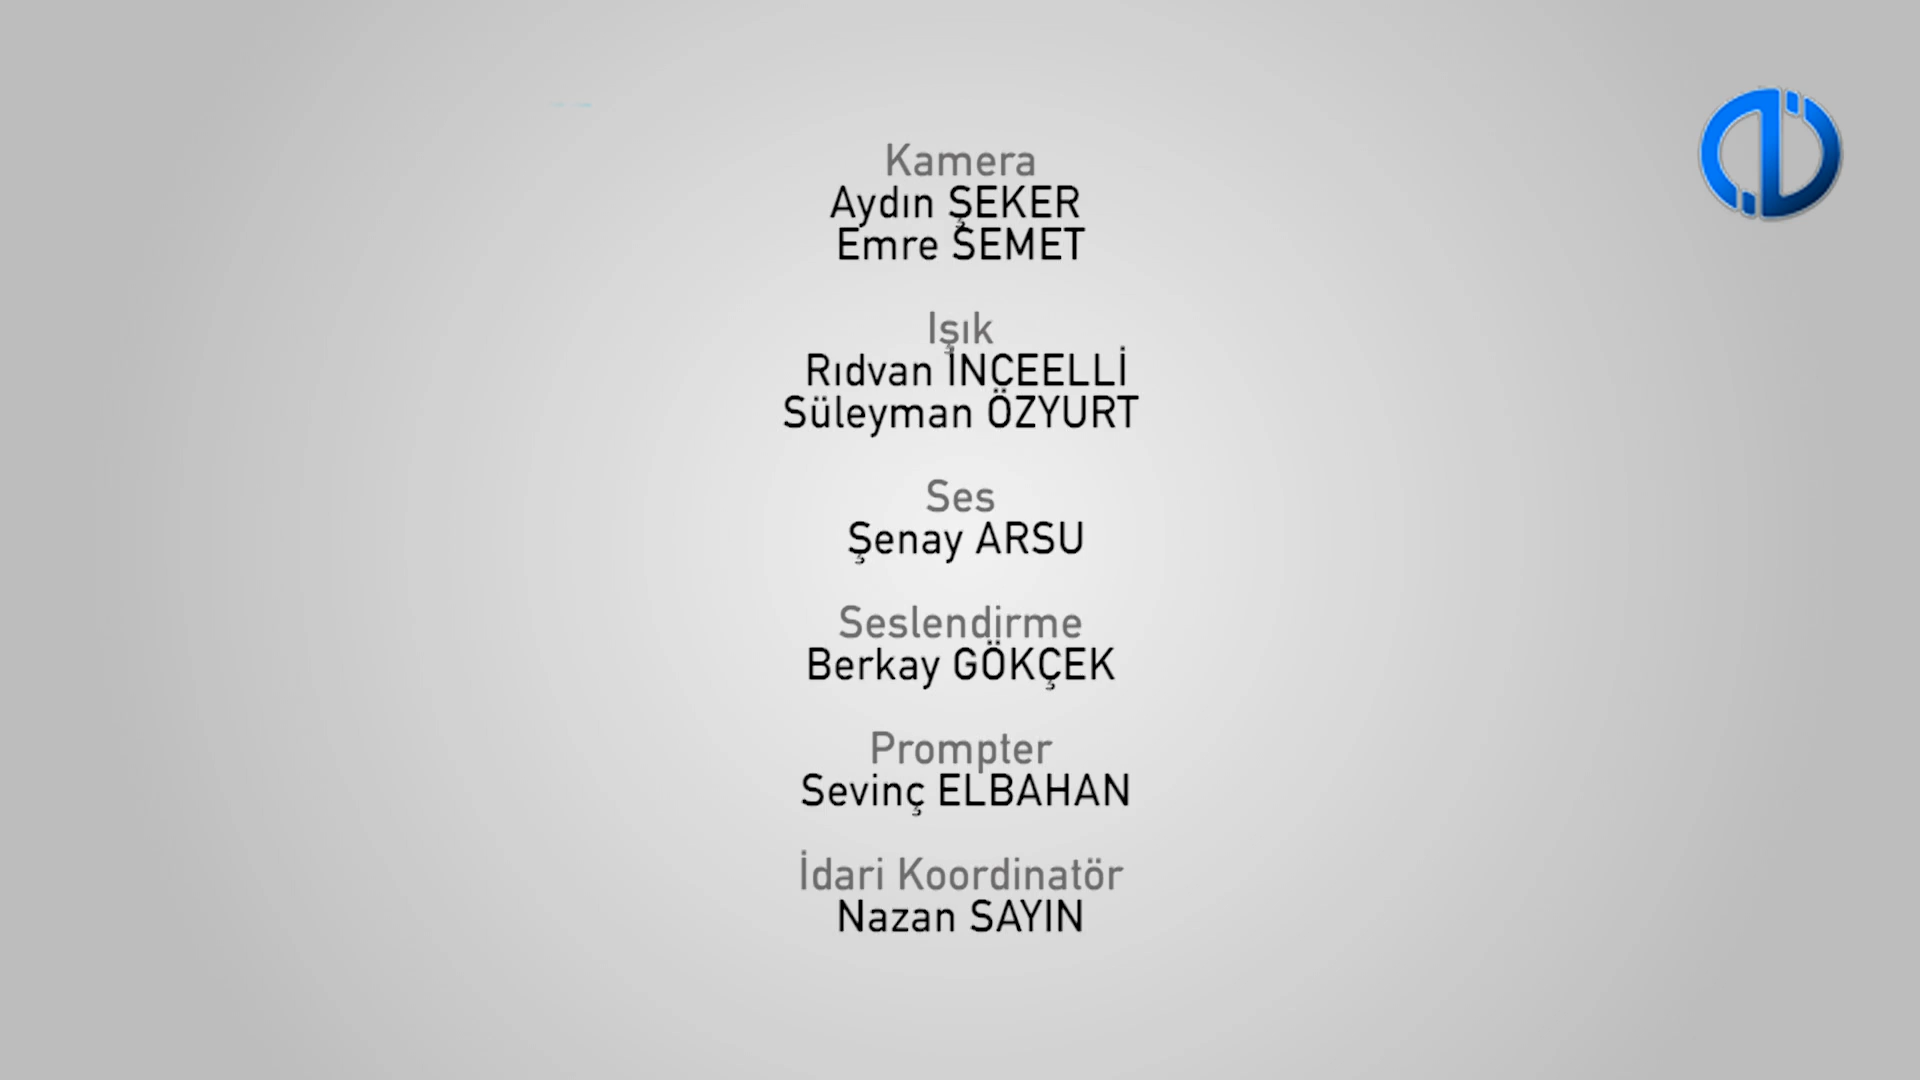 Kamera
Aydın ŞEKER
Emre SEMET
Işık
Rıdvan İNCEELLİ
Süleyman ÖZYURT
Ses
Şenay ARSU
Seslendirme
Berkay GÖKÇEK
Prompter
Sevinç ELBAHAN
İdari Koordinatör
Nazan SAYIN